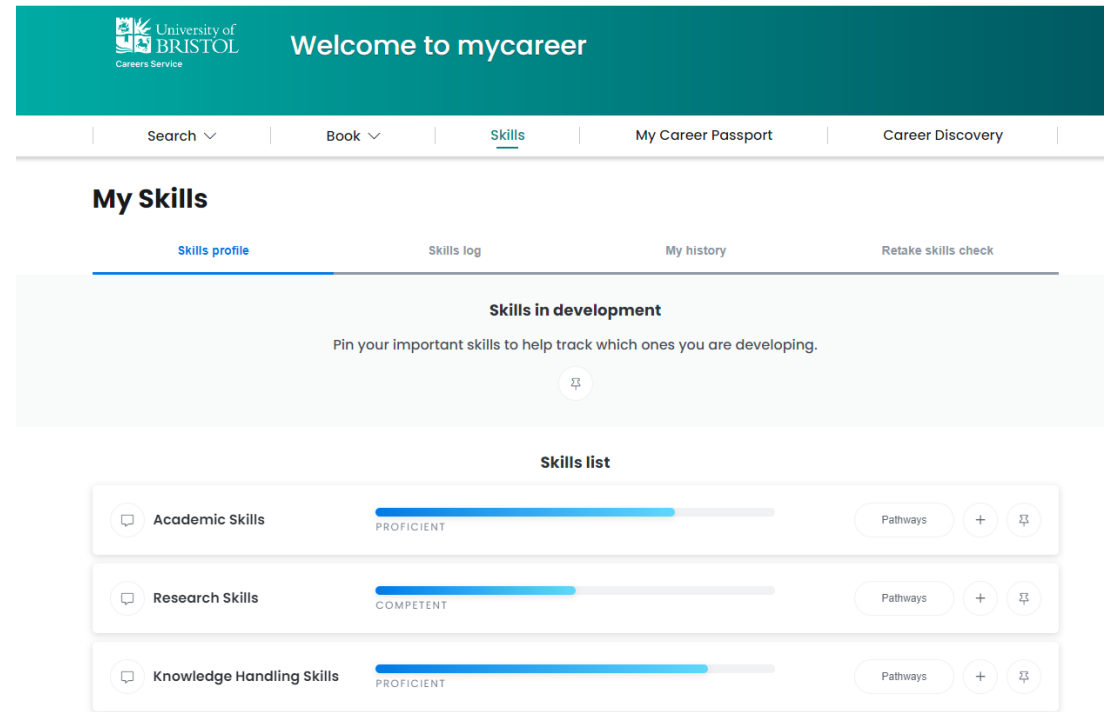 University of
BRISTOL
Careers Service
Welcome to mycareer
Search
Book
Skills
My Career Passport
Career Discovery
My Skills
Skills profile
Skills log
My history
Retake skills check
Skills in development
Pin your important skills to help track which ones you are developing.
Skills list
Academic Skills
PROFICIENT
Pathways
Research Skills
COMPETENT
Pathways
Knowledge Handling Skills
PROFICIENT
Pathways